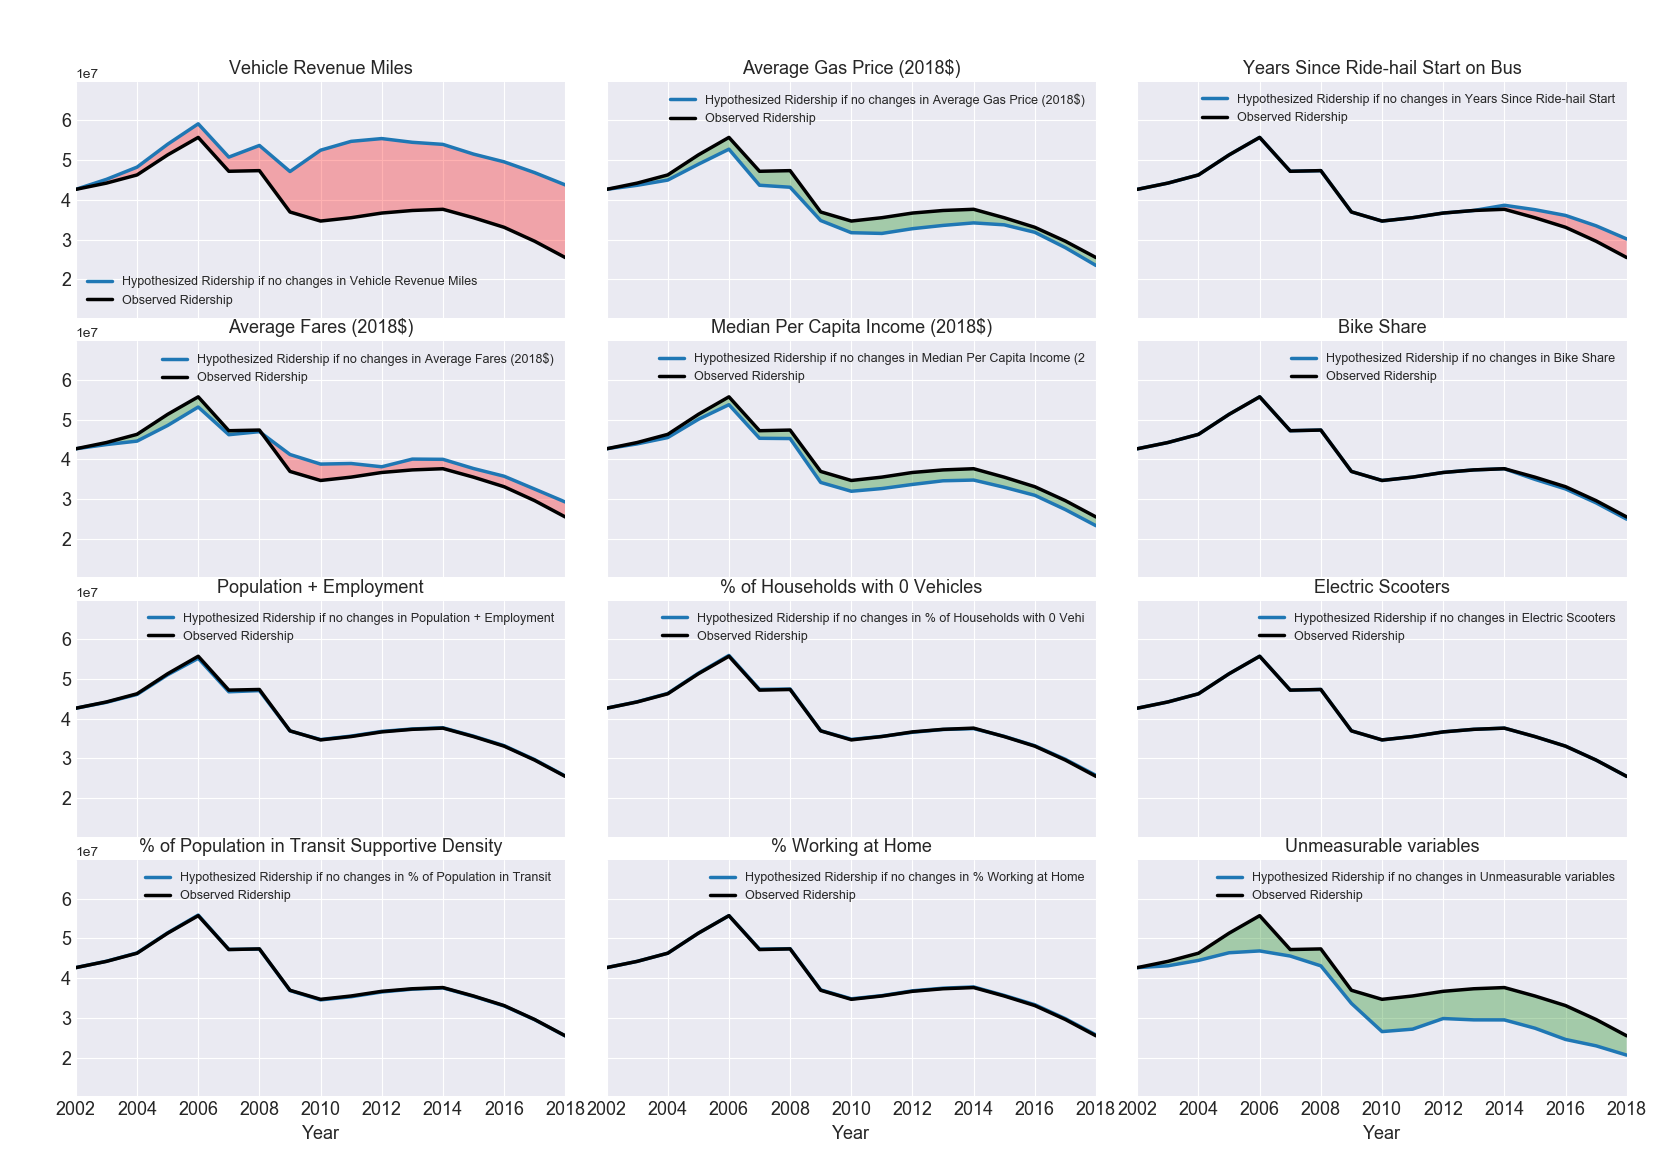 Vehicle Revenue Miles
1e7
6
5
4
3
2
Hypothesized Ridership if no changes in Vehicle Revenue Miles
Observed Ridership
Average Gas Price (2018$)
Hypothesized Ridership if no changes in Average Gas Price (2018$)
Observed Ridership
Years Since Ride-hail Start on Bus
Hypothesized Ridership if no changes in Years Since Ride-hail Start
Observed Ridership
Average Fares (2018$)
1e7
6
5
4
3
2
Hypothesized Ridership if no changes in Average Fares (2018$)
Observed Ridership
Median Per Capita Income (2018$)
Hypothesized Ridership if no changes in Median Per Capita Income (2
Observed Ridership
Bike Share
Hypothesized Ridership if no changes in Bike Share
Observed Ridership
Population + Employment
1e7
6
5
4
3
2
Hypothesized Ridership if no changes in Population + Employment
Observed Ridership
% of Households with 0 Vehicles
Hypothesized Ridership if no changes in % of Households with 0 Vehi
Observed Ridership
Electric Scooters
Hypothesized Ridership if no changes in Electric Scooters
Observed Ridership
% of Population in Transit Supportive Density
1e7
6
5
4
3
2
Hypothesized Ridership if no changes in % of Population in Transit
Observed Ridership
2002 2004 2006 2008 2010 2012 2014 2016 2018
Year
% Working at Home
Hypothesized Ridership if no changes in % Working at Home
Observed Ridership
2002 2004 2006 2008 2010 2012 2014 2016 2018
Year
Unmeasurable variables
Hypothesized Ridership if no changes in Unmeasurable variables
Observed Ridership
2002 2004 2006 2008 2010 2012 2014 2016 2018
Year